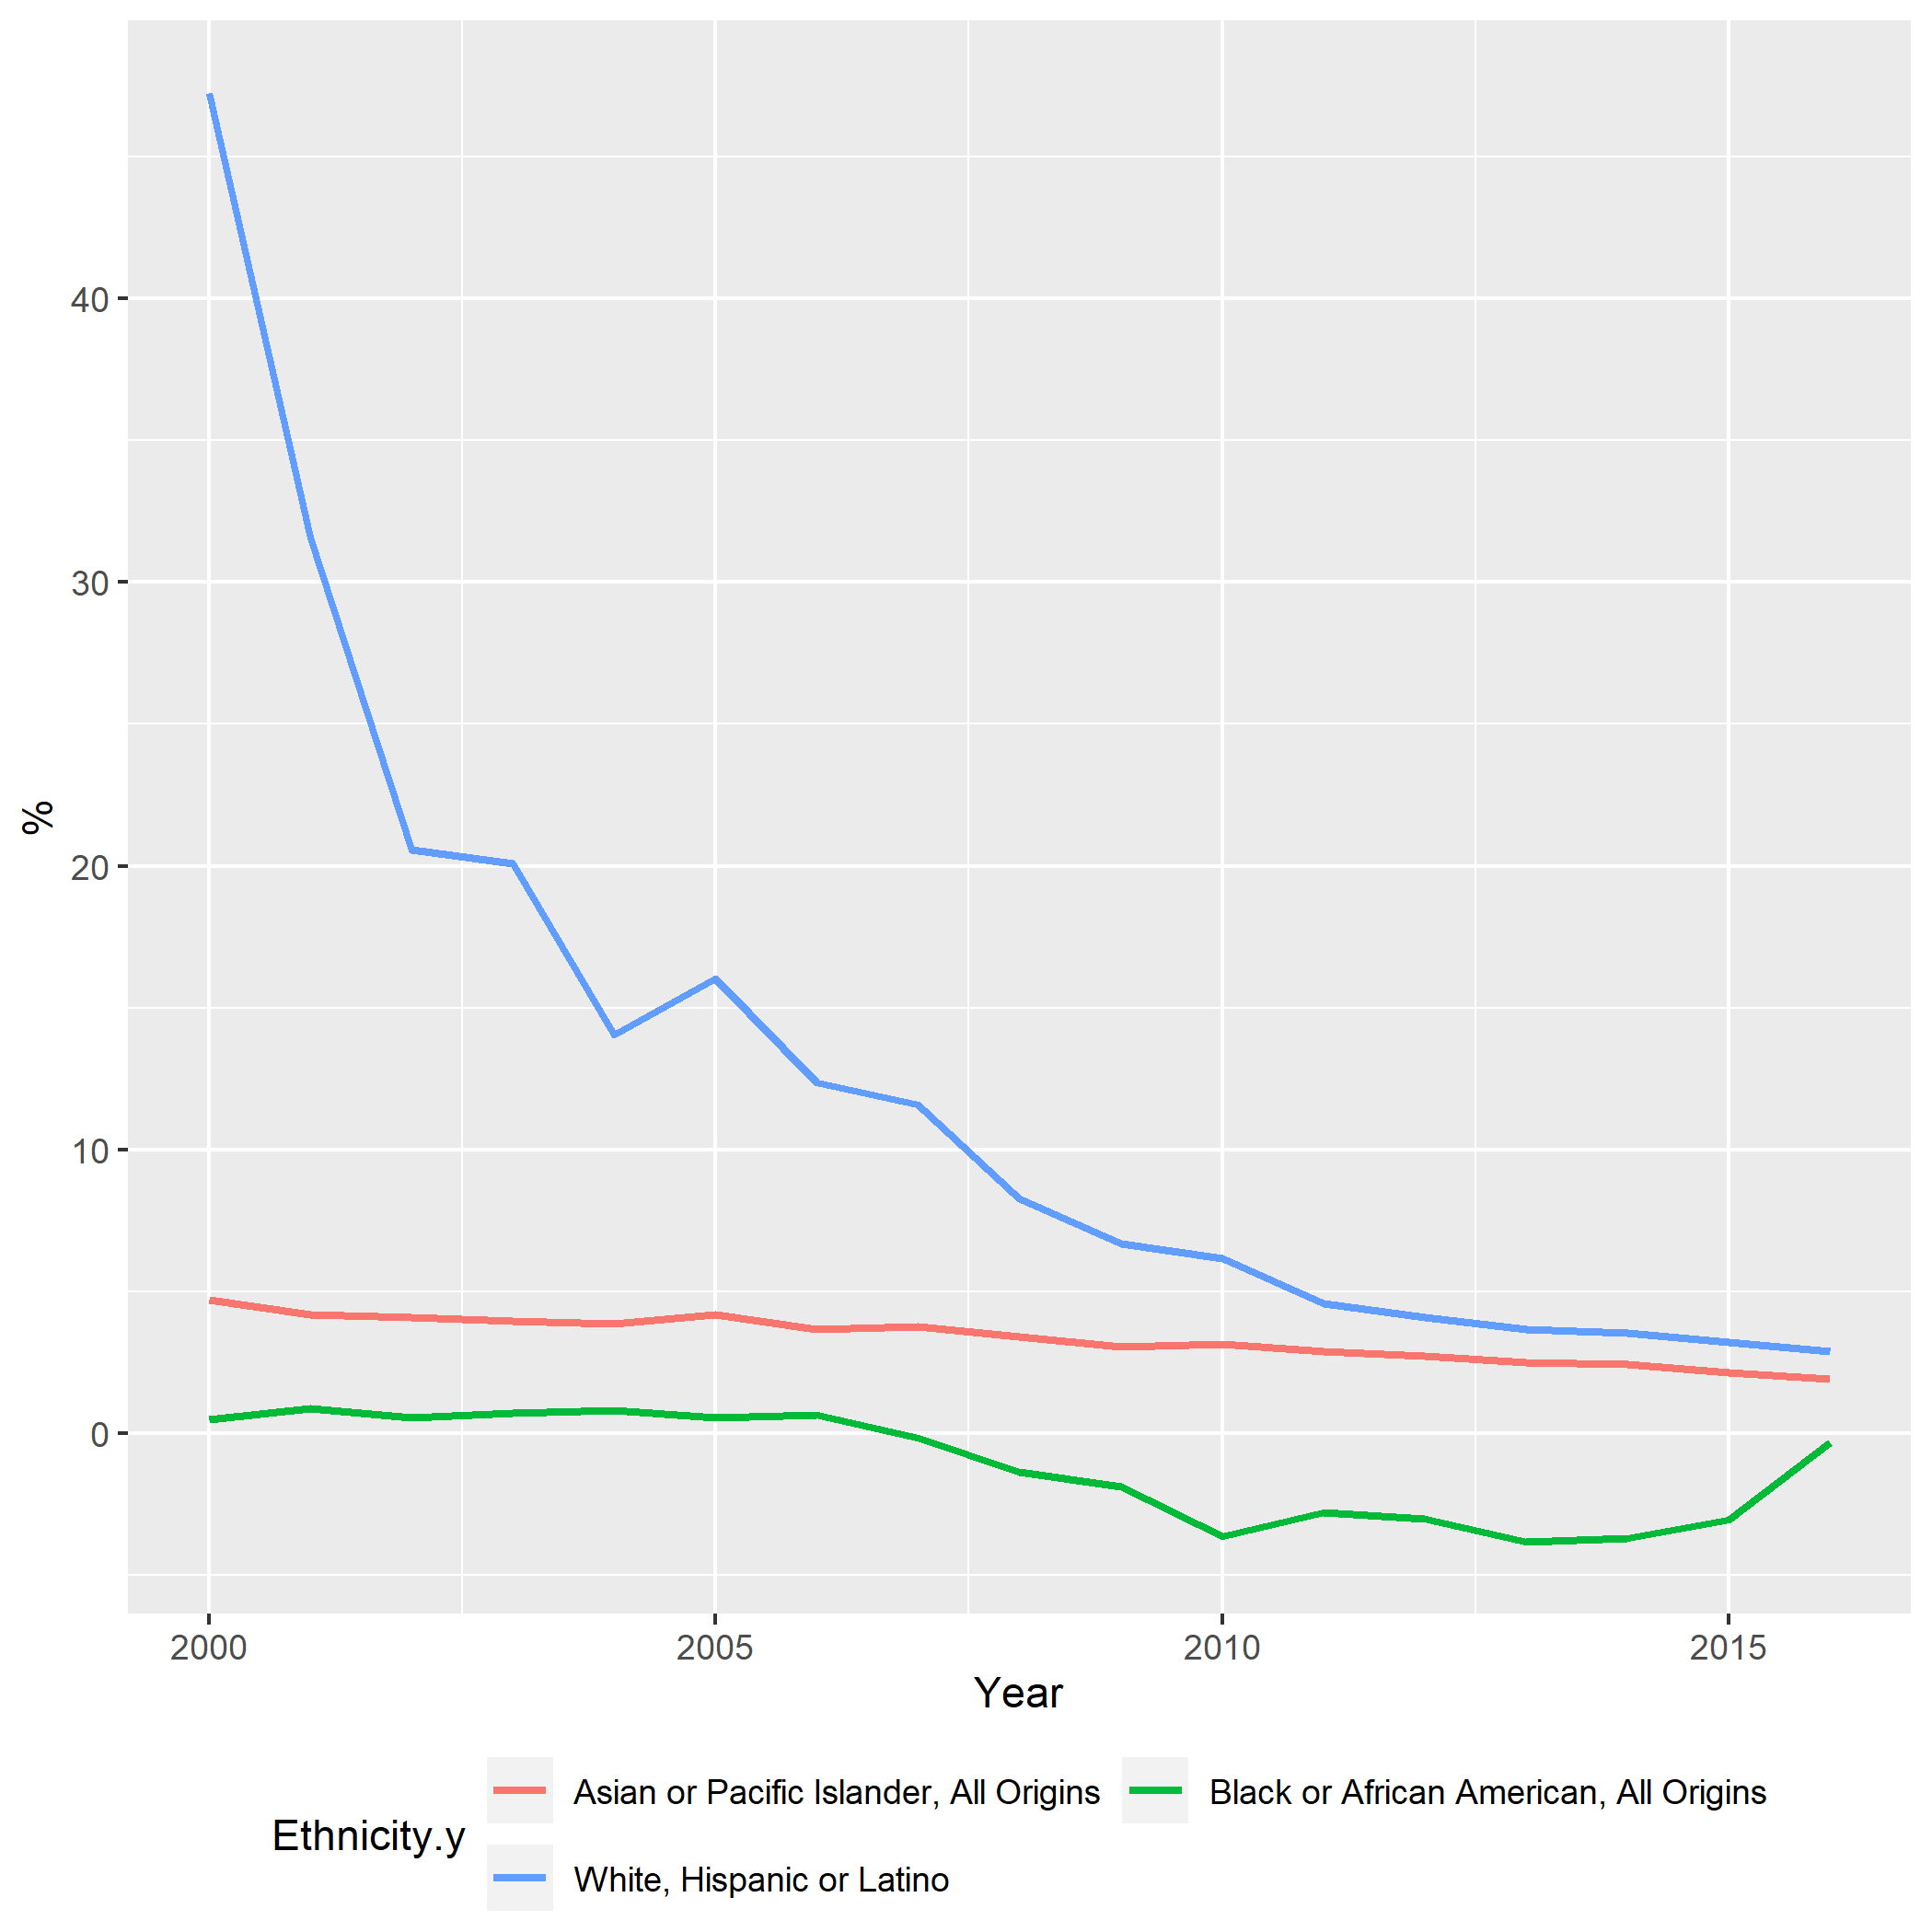 40
30
20
10
0
%
2000 2005 2010 2015
Year
Ethnicity.y
Asian or Pacific Islander, All Origins
Black or African American, All Origins
White, Hispanic or Latino